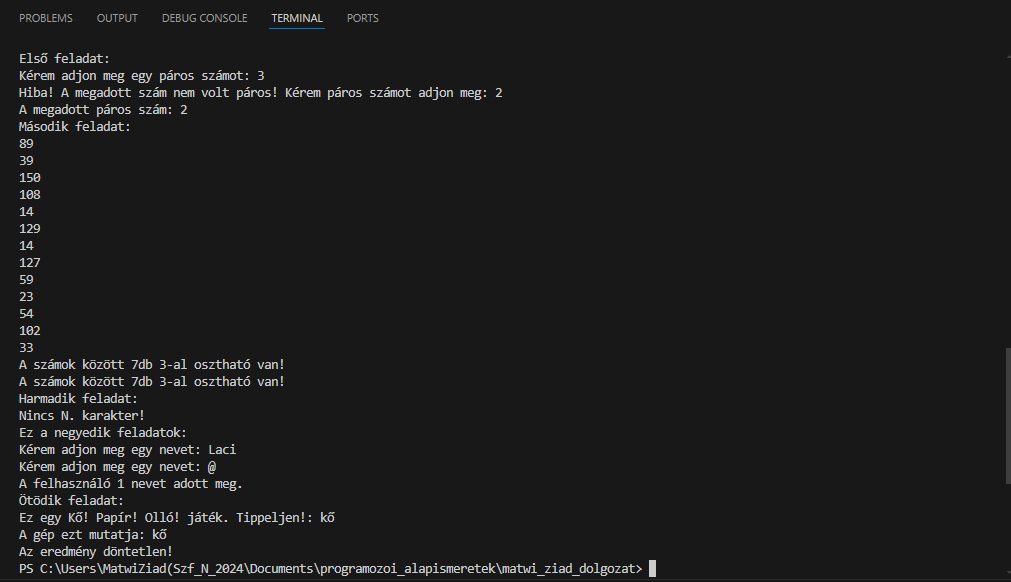 PROBLEMS OUTPUT DEBUG CONSOLE TERMINAL PORTS
Első feladat:
Kérem adjon meg egy páros számot: 3
Hiba! A megadott szám nem volt páros! Kérem páros számot adjon meg: 2
A megadott páros szám: 2
Második feladat:
89
39
150
108
14
129
14
127
59
23
54
102
33
A számok között 7db 3-al osztható van!
A számok között 7db 3-al osztható van!
Harmadik feladat:
Nincs N. karakter!
Ez a negyedik feladatok:
Kérem adjon meg egy nevet: Laci
Kérem adjon meg egy nevet: @
A felhasználó 1 nevet adott meg.
Ötödik feladat:
Ez egy Kő! Papír! Olló! játék. Tippeljen!: kő
A gép ezt mutatja: kő
Az eredmény döntetlen!
PS C:\Users\MatwiZiad(Szf_N_2024\Documents\programozoi_alapismeretek\matwi_ziad_dolgozat>